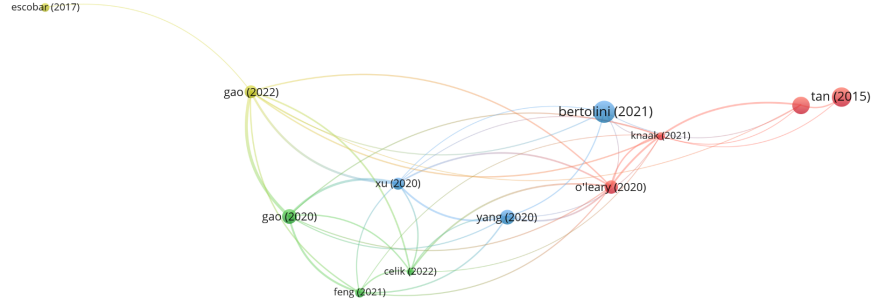 escobar (2017)
gao (2022)
tan (2015)
bertolini (2021)
knaak (2021)
xu (2020)
o'leary (2020)
gao (2020)
yang (2020)
celik (2022)
feng (2021)